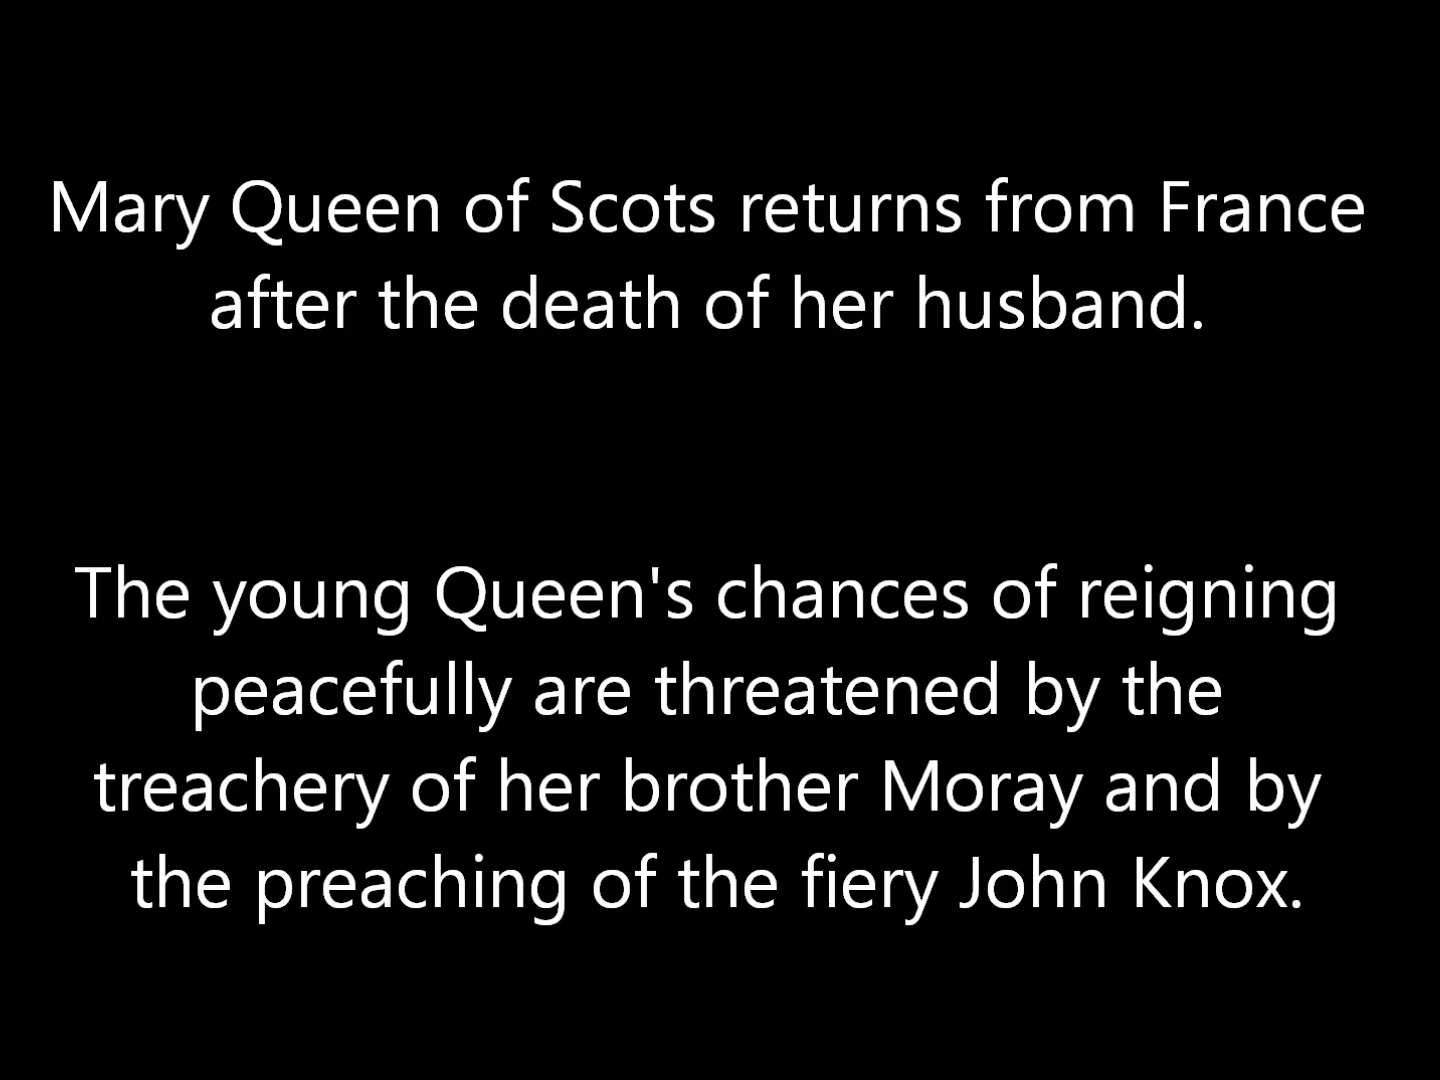 Mary Queen of Scots returns from France
after the death of her husband.
The young Queen's chances of reigning
peacefully are threatened by the
treachery of her brother Moray and by
the preaching of the fiery John Knox.